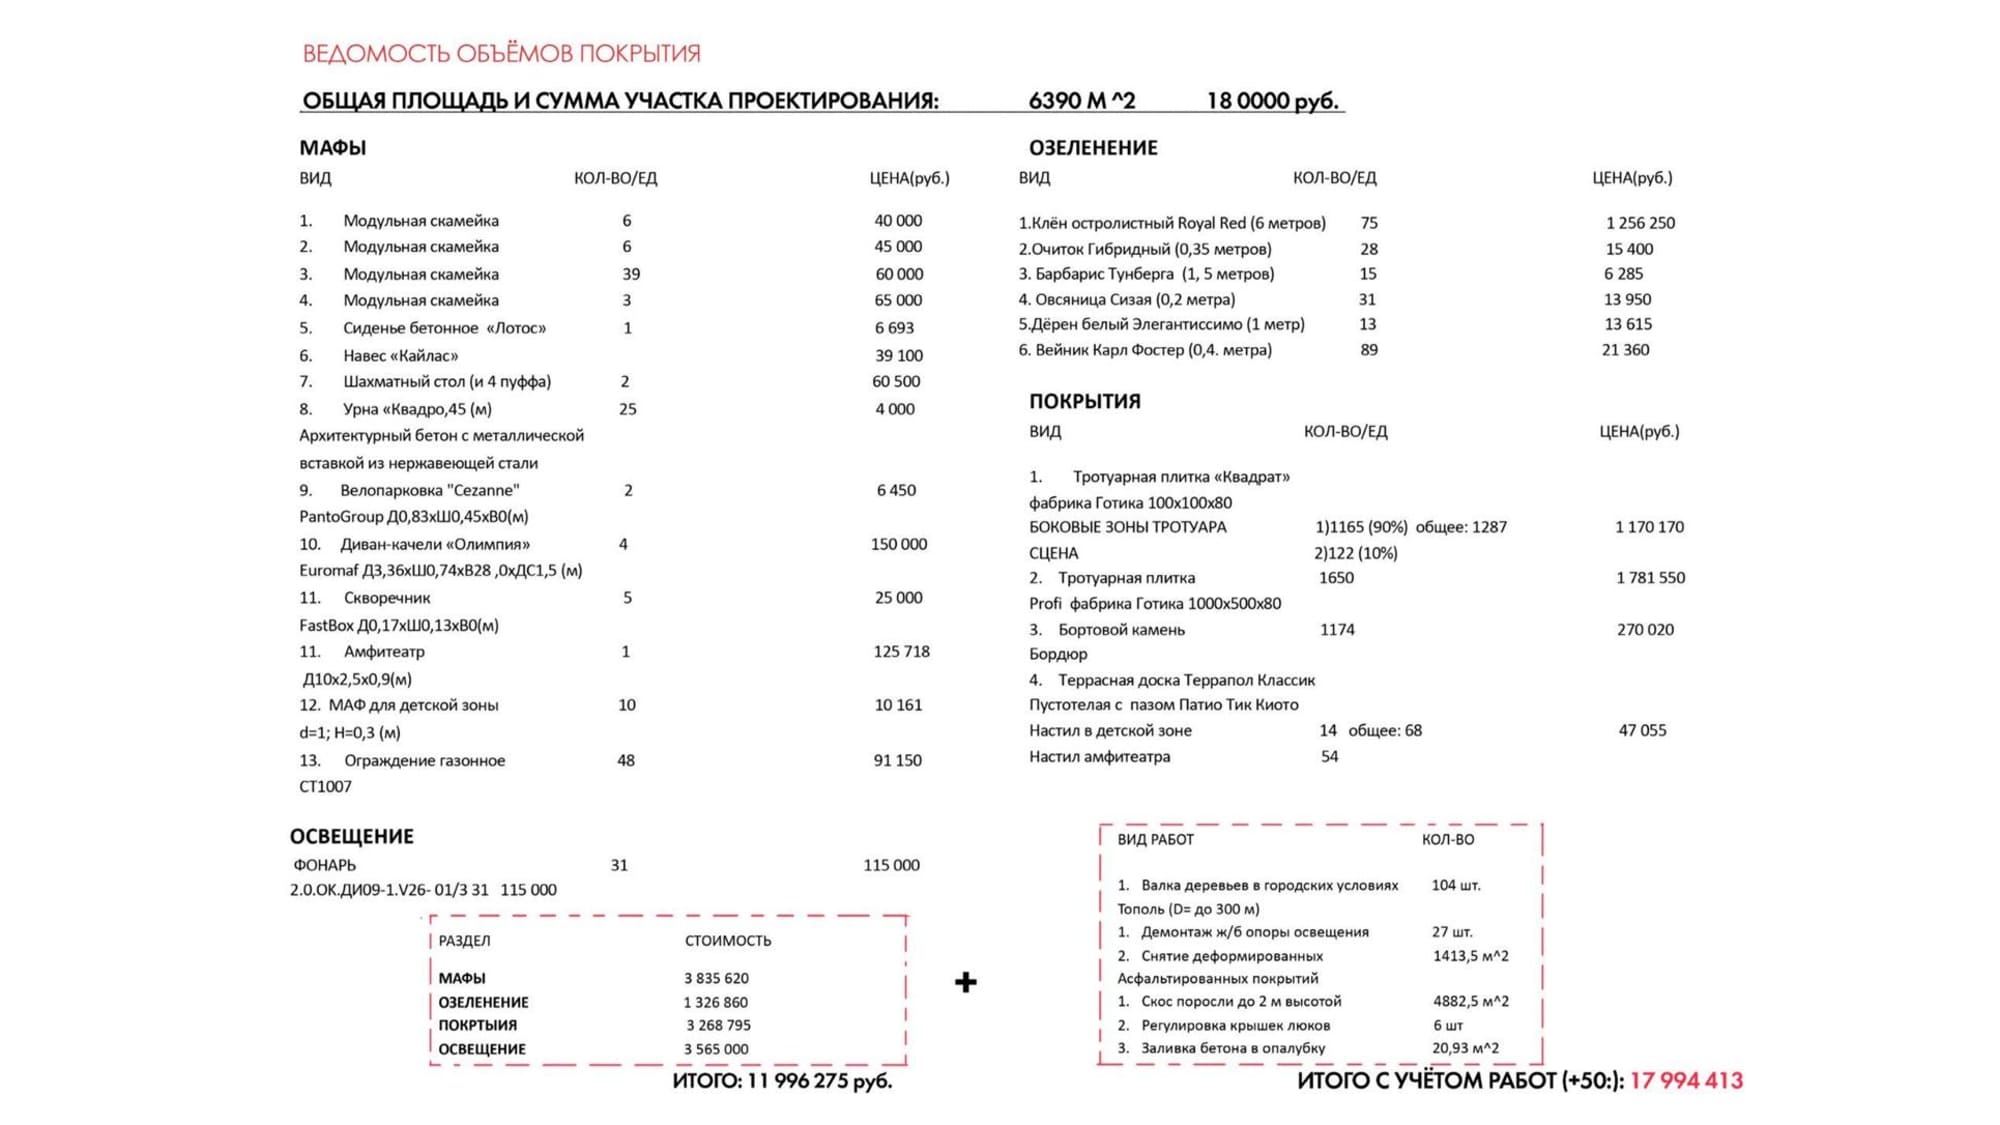 ВЕДОМОСТЬ ОБЪЁМОВ ПОКРЫТИЯ
ОБЩАЯ ПЛОЩАДЬ И СУММА УЧАСТКА ПРОЕКТИРОВАНИЯ: 6390 М ^2 18 0000 руб.
МАФЫ
ВИД КОЛ-ВО/ЕД ЦЕНА(руб.)
1. Модульная скамейка 6 40 000
2. Модульная скамейка 6 45 000
3. Модульная скамейка 39 60 000
4. Модульная скамейка 3 65 000
5. Сиденье бетонное «Лотос» 1 6 693
6. Навес «Кайлас» 39 100
7. Шахматный стол (и 4 пуффа) 2 60 500
8. Урна «Квадро,45 (м) 25 4 000
Архитектурный бетон с металлической
вставкой из нержавеющей стали
9. Велопарковка "Cezanne" 2 6 450
PantoGroup Д0,83хШ0,45хВ0(м)
10. Диван-качели «Олимпия» 4 150 000
Euromaf Д3,36хШ0,74хВ28 ,0хДС1,5 (м)
11. Скворечник 5 25 000
FastBox Д0,17хШ0,13хВ0(м)
11. Амфитеатр 1 125 718
Д10х2,5х0,9(м)
12. МАФ для детской зоны 10 10 161
d=1; H=0,3 (м)
13. Ограждение газонное 48 91 150
СТ1007
ОСВЕЩЕНИЕ
ФОНАРЬ 31 115 000
2.0.ОК.ДИ09-1.V26- 01/3 31 115 000
РАЗДЕЛ СТОИМОСТЬ
МАФЫ 3 835 620
ОЗЕЛЕНЕНИЕ 1 326 860
ПОКРТЫИЯ 3 268 795
ОСВЕЩЕНИЕ 3 565 000
ИТОГО: 11 996 275 руб.
+
ОЗЕЛЕНЕНИЕ
ВИД КОЛ-ВО/ЕД ЦЕНА(руб.)
1.Клён остролистный Royal Red (6 метров) 75 1 256 250
2.Очиток Гибридный (0,35 метров) 28 15 400
3. Барбарис Тунберга (1, 5 метров) 15 6 285
4. Овсяница Сизая (0,2 метра) 31 13 950
5.Дёрен белый Элегантиссимо (1 метр) 13 13 615
6. Вейник Карл Фостер (0,4. метра) 89 21 360
ПОКРЫТИЯ
ВИД КОЛ-ВО/ЕД ЦЕНА(руб.)
1. Тротуарная плитка «Квадрат»
фабрика Готика 100х100х80
БОКОВЫЕ ЗОНЫ ТРОТУАРА 1)1165 (90%) общее: 1287 1 170 170
СЦЕНА 2)122 (10%)
2. Тротуарная плитка 1650 1 781 550
Profi фабрика Готика 1000х500х80
3. Бортовой камень 1174 270 020
Бордюр
4. Террасная доска Террапол Классик
Пустотелая с пазом Патио Тик Киото
Настил в детской зоне 14 общее: 68 47 055
Настил амфитеатра 54
ВИД РАБОТ КОЛ-ВО
1. Валка деревьев в городских условиях 104 шт.
Тополь (D= до 300 м)
1. Демонтаж ж/б опоры освещения 27 шт.
2. Снятие деформированных 1413,5 м^2
Асфальтированных покрытий
1. Скос поросли до 2 м высотой 4882,5 м^2
2. Регулировка крышек люков 6 шт
3. Заливка бетона в опалубку 20,93 м^2
ИТОГО С УЧЁТОМ РАБОТ (+50:): 17 994 413